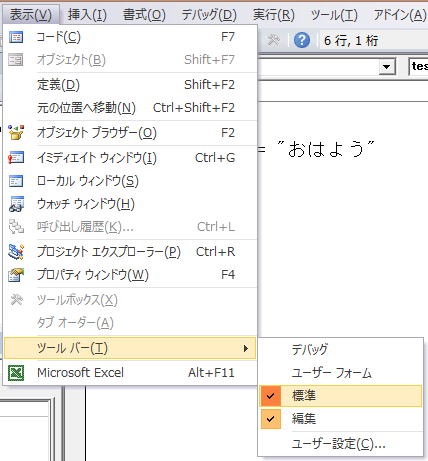 表示(V) 挿入(I) 書式(O) デバッグ(D) 実行(R) ツール(T) アドイン(A)
6 行, 1 桁
コード(C) F7
オブジェクト(B) Shift+F7
定義(D) Shift+F2
元の位置へ移動(N) Ctrl+Shift+F2
オブジェクト ブラウザー(O) F2
= "おはよう"
イミディエイト ウィンドウ(I) Ctrl+G
ローカル ウィンドウ(S)
ウォッチ ウィンドウ(H)
呼び出し履歴(K)... Ctrl+L
プロジェクト エクスプローラー(P) Ctrl+R
プロパティ ウィンドウ(W) F4
ツールボックス(X)
タブ オーダー(A)
ツール バー(T)
Microsoft Excel Alt+F11
デバッグ
ユーザー フォーム
標準
編集
ユーザー設定(C)...